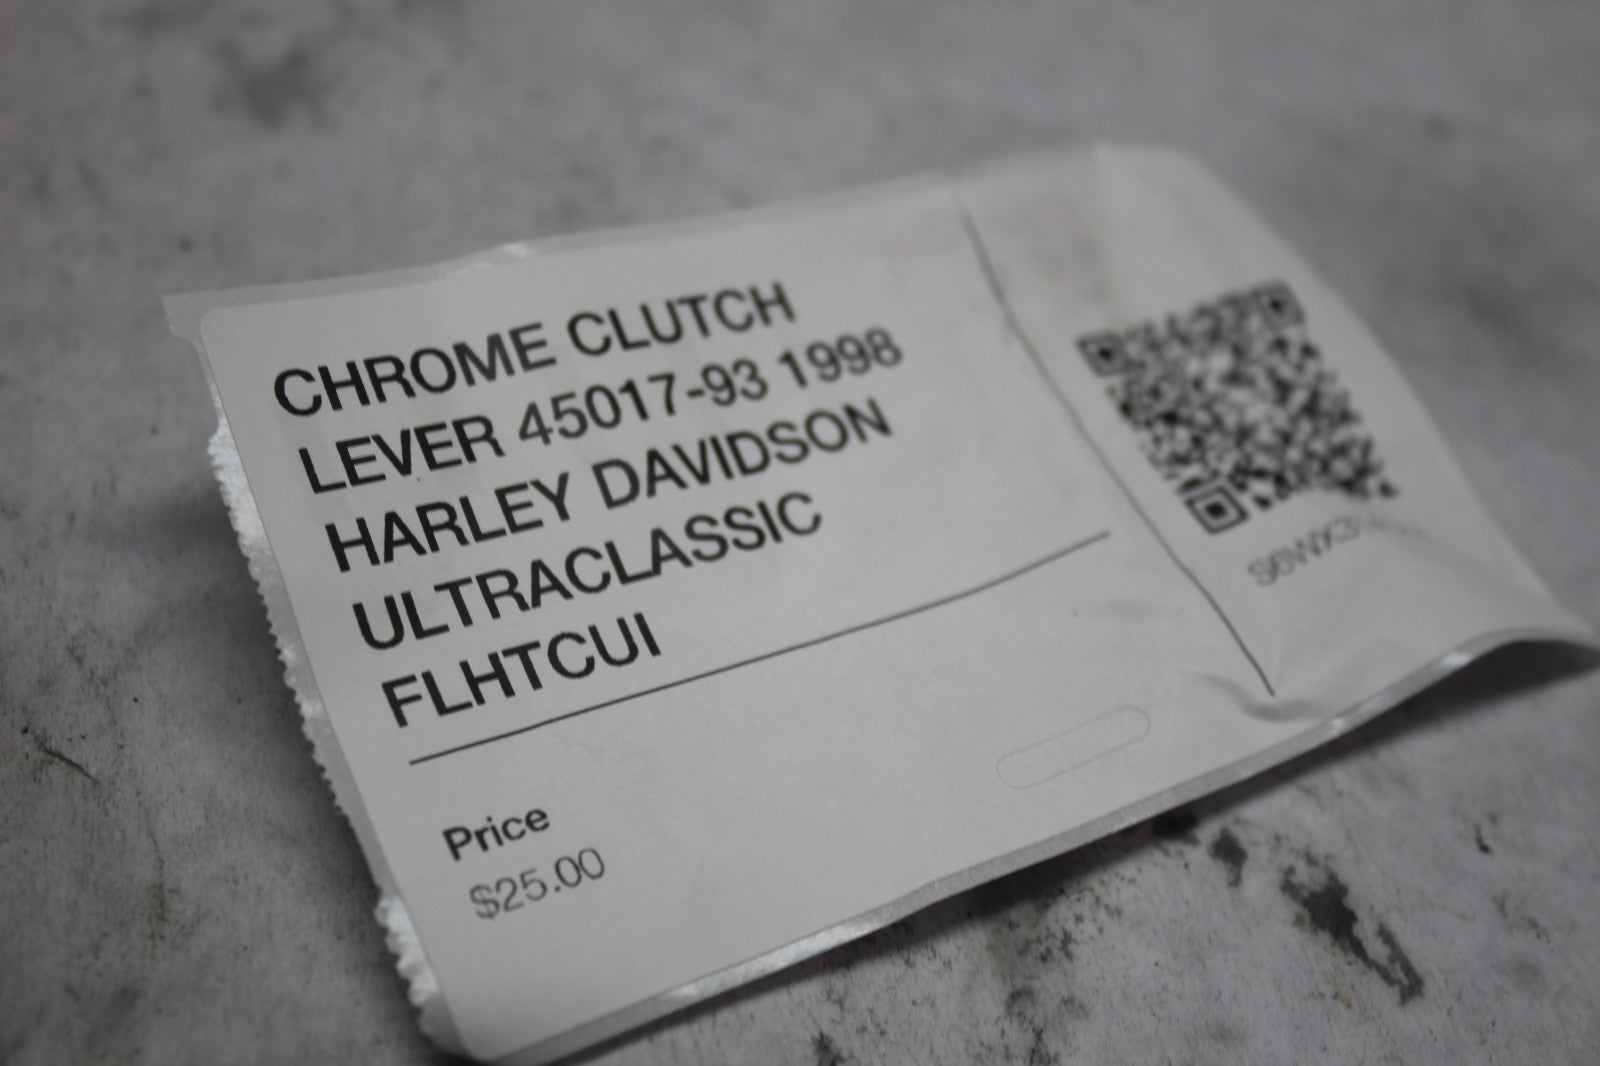 CHROME CLUTCH
LEVER 45017-93 1998
HARLEY DAVIDSON
ULTRACLASSIC
FLHTCUI
Price
$25.00